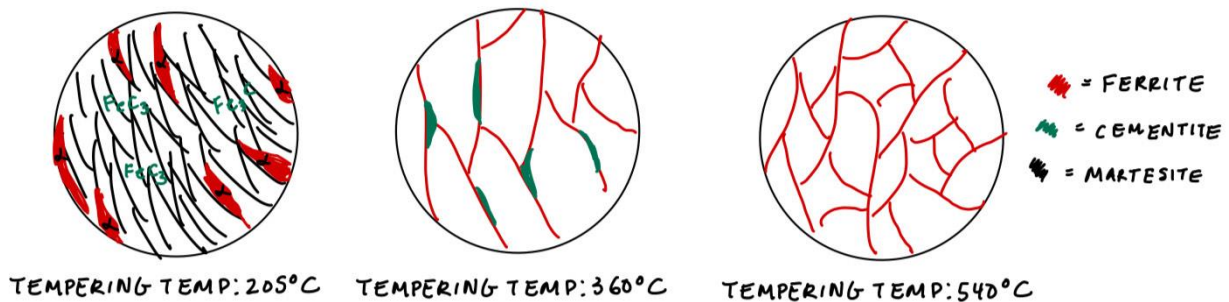 FeC3
FeC3
C
FeC3
= FERRITE
= CEMENTITE
= MARTESITE
TEMPERING TEMP: 205°C
TEMPERING TEMP: 360°C
TEMPERING TEMP: 540°C